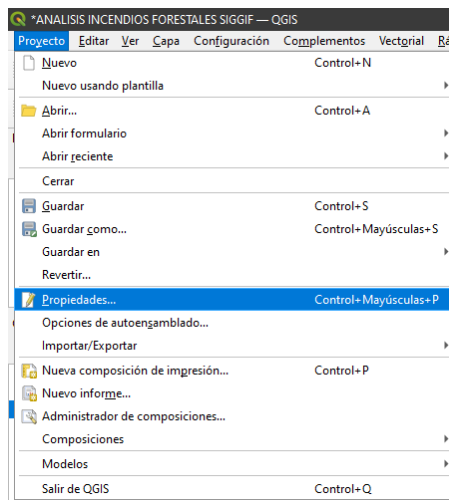 *ANALISIS INCENDIOS FORESTALES SIGGIF — QGIS
Proyecto Editar Ver Capa Configuración Complementos Vectorial
Nuevo Control+N
Nuevo usando plantilla
Abrir... Control+A
Abrir formulario
Abrir reciente
Cerrar
Guardar Control+S
Guardar como... Control+Mayúsculas+S
Guardar en
Revertir...
Propiedades... Control+Mayúsculas+P
Opciones de autoensamblado...
Importar/Exportar
Nueva composición de impresión... Control+P
Nuevo informe...
Administrador de composiciones...
Composiciones
Modelos
Salir de QGIS Control+Q